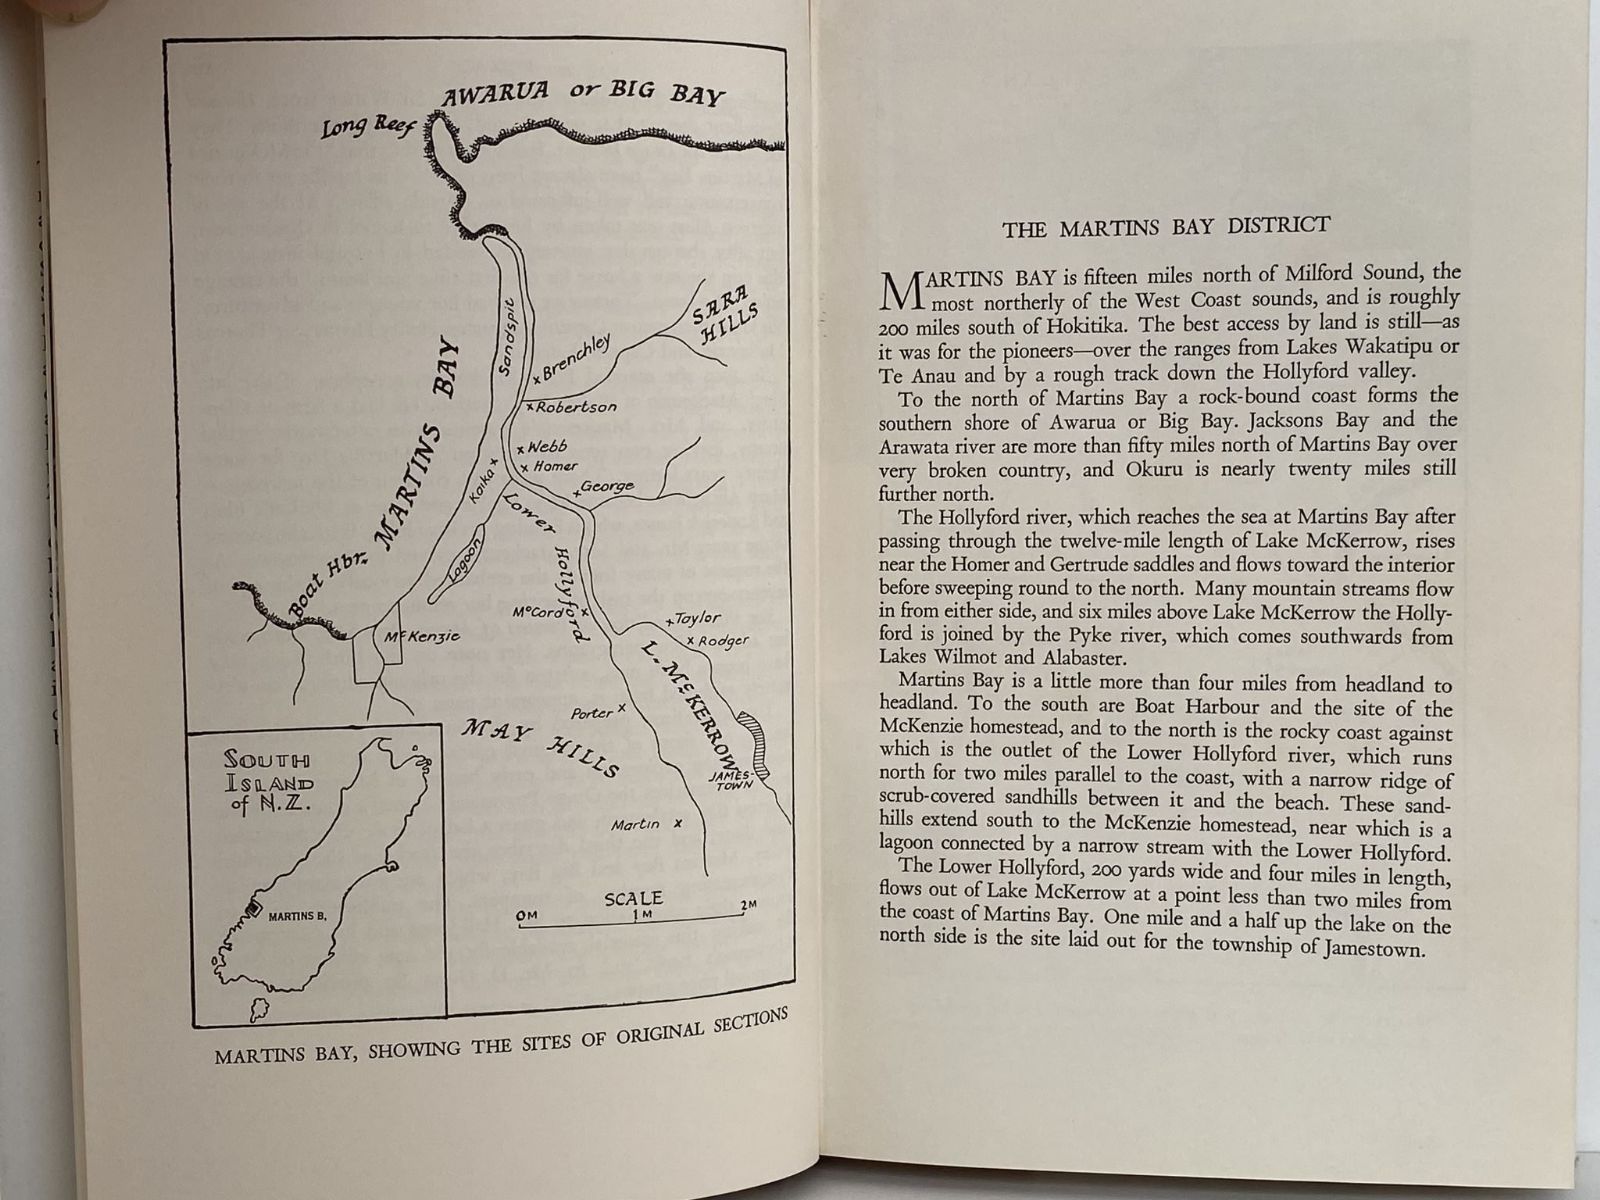 AWARUA or BIG BAY
Long Reef
SARA
HILLS
Sandspit
Brenchley
Robertson
MARTINS BAY
Webb
Homer
Kaika
George
Lower Hollyford
Lagoon
Boat Hbr.
McCord
McKenzie
Taylor
Rodger
L. McKERROW
Porter
MAY HILLS
JAMES-
TOWN
Martin
SCALE
0M 1M 2M
SOUTH
ISLAND
of N.Z.
MARTINS B.
MARTINS BAY, SHOWING THE SITES OF ORIGINAL SECTIONS
THE MARTINS BAY DISTRICT
MARTINS BAY is fifteen miles north of Milford Sound, the
most northerly of the West Coast sounds, and is roughly
200 miles south of Hokitika. The best access by land is still—as
it was for the pioneers—over the ranges from Lakes Wakatipu or
Te Anau and by a rough track down the Hollyford valley.
To the north of Martins Bay a rock-bound coast forms the
southern shore of Awarua or Big Bay. Jacksons Bay and the
Arawata river are more than fifty miles north of Martins Bay over
very broken country, and Okuru is nearly twenty miles still
further north.
The Hollyford river, which reaches the sea at Martins Bay after
passing through the twelve-mile length of Lake McKerrow, rises
near the Homer and Gertrude saddles and flows toward the interior
before sweeping round to the north. Many mountain streams flow
in from either side, and six miles above Lake McKerrow the Holly-
ford is joined by the Pyke river, which comes southwards from
Lakes Wilmot and Alabaster.
Martins Bay is a little more than four miles from headland to
headland. To the south are Boat Harbour and the site of the
McKenzie homestead, and to the north is the rocky coast against
which is the outlet of the Lower Hollyford river, which runs
north for two miles parallel to the coast, with a narrow ridge of
scrub-covered sandhills between it and the beach. These sand-
hills extend south to the McKenzie homestead, near which is a
lagoon connected by a narrow stream with the Lower Hollyford.
The Lower Hollyford, 200 yards wide and four miles in length,
flows out of Lake McKerrow at a point less than two miles from
the coast of Martins Bay. One mile and a half up the lake on the
north side is the site laid out for the township of Jamestown.